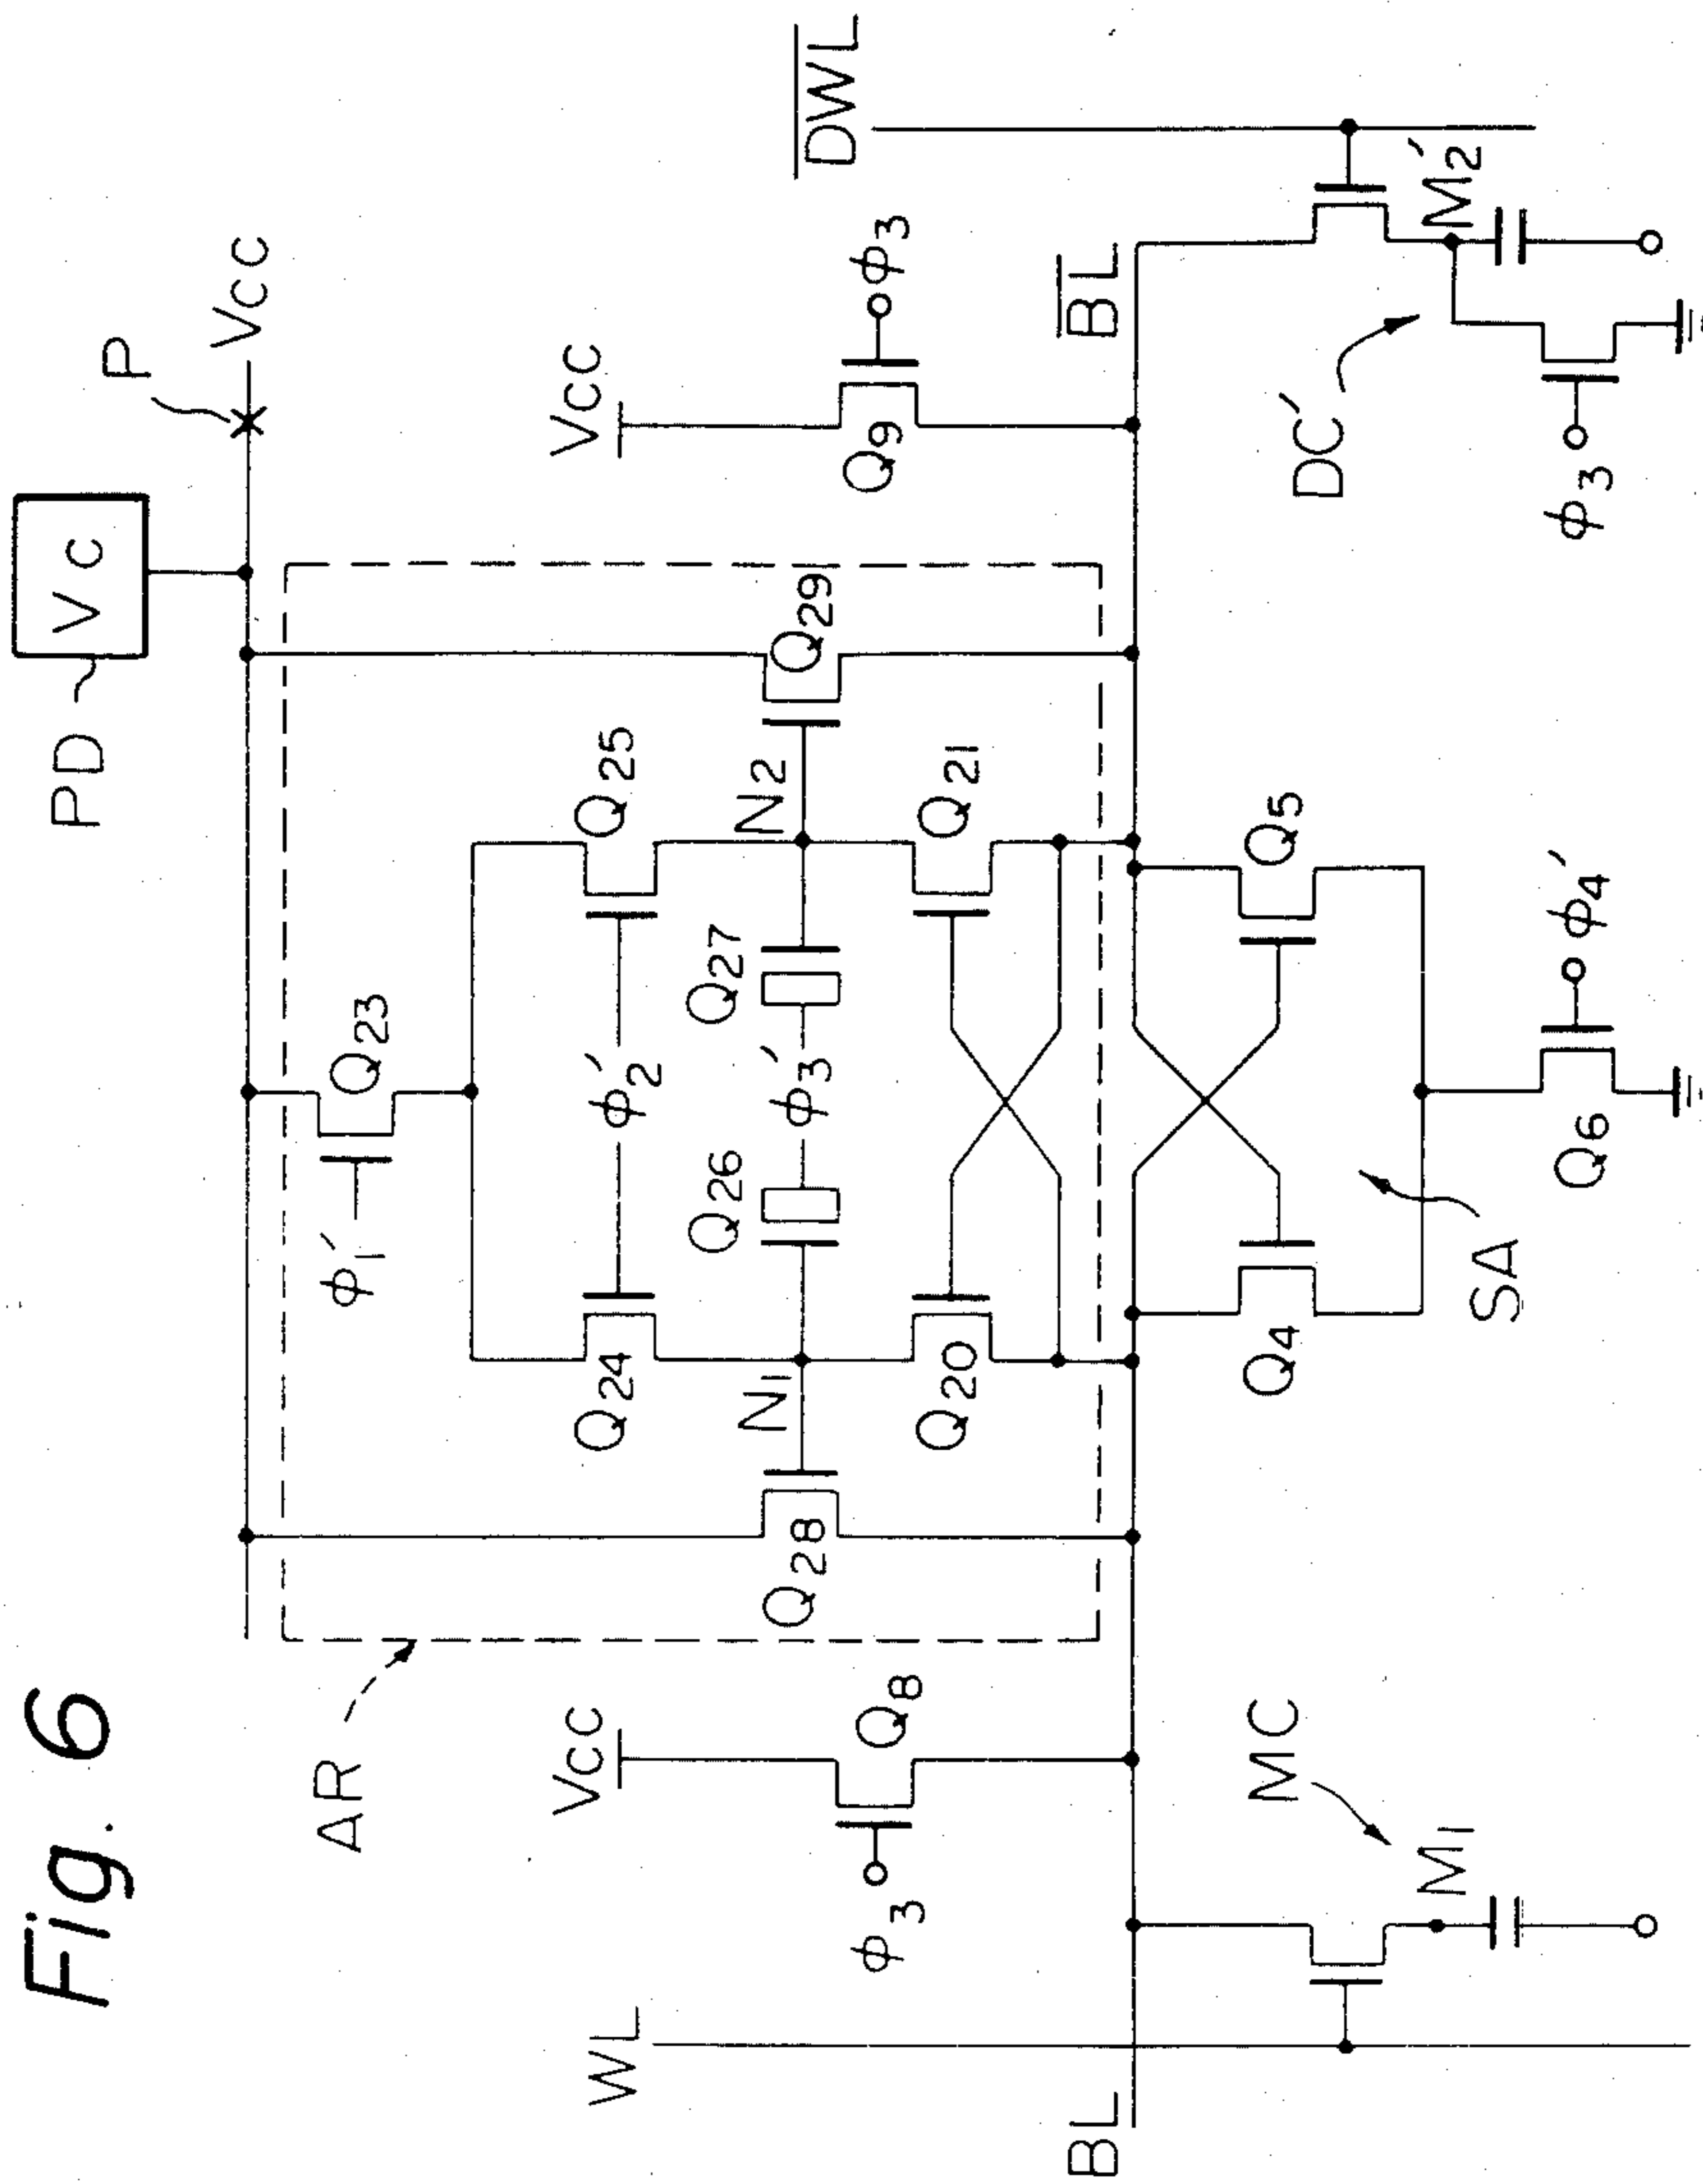 Fig. 6
PD
VC
P
VCC
AR
φ1'
Q23
Q24
φ2'
Q25
VCC
VCC
φ3
Q8
Q28
N1
Q26
φ3'
Q27
N2
Q29
Q9
φ3
Q20
Q21
WL
BL
B̅L̅
D̅W̅L̅
Q4
Q5
SA
Q6
φ4'
MC
M1
DC'
M2'
φ3